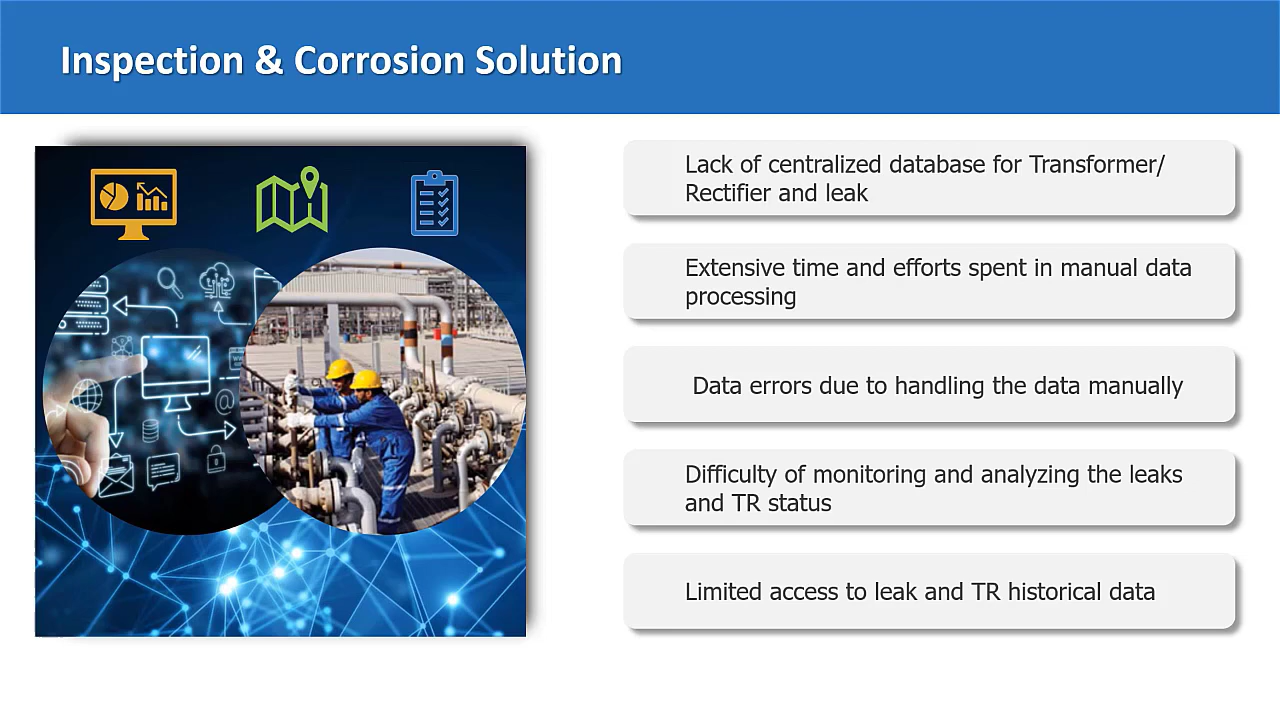 Inspection & Corrosion Solution
Lack of centralized database for Transformer/
Rectifier and leak
Extensive time and efforts spent in manual data
processing
Data errors due to handling the data manually
Difficulty of monitoring and analyzing the leaks
and TR status
Limited access to leak and TR historical data